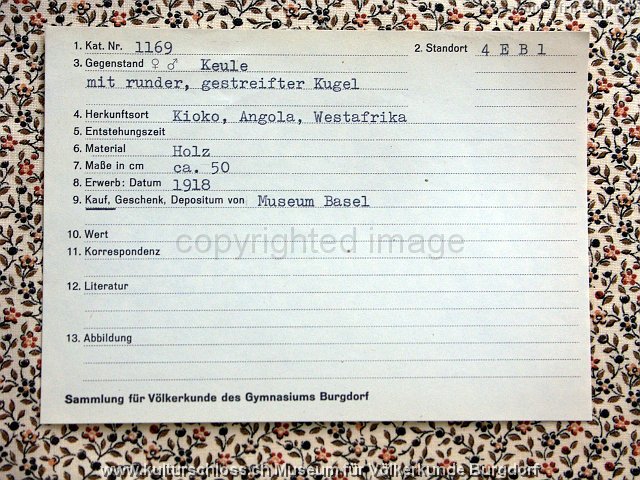 1. Kat. Nr. 1169 2. Standort 4 E B 1
3. Gegenstand ♀ ♂ Keule
mit runder, gestreifter Kugel
4. Herkunftsort Kioko, Angola, Westafrika
5. Entstehungszeit
6. Material Holz
7. Maße in cm ca. 50
8. Erwerb: Datum 1918
9. Kauf, Geschenk, Depositum von Museum Basel
10. Wert
copyrighted image
11. Korrespondenz
12. Literatur
13. Abbildung
Sammlung für Völkerkunde des Gymnasiums Burgdorf
www.kulturschloss.ch Museum für Völkerkunde Burgdorf